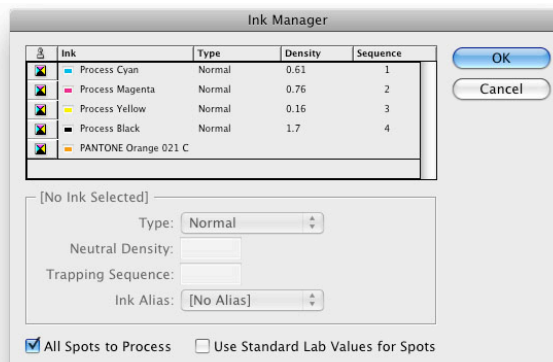 Ink Manager
Ink Type Density Sequence
Process Cyan Normal 0.61 1
Process Magenta Normal 0.76 2
Process Yellow Normal 0.16 3
Process Black Normal 1.7 4
PANTONE Orange 021 C
OK
Cancel
[No Ink Selected]
Type: Normal
Neutral Density:
Trapping Sequence:
Ink Alias: [No Alias]
All Spots to Process Use Standard Lab Values for Spots